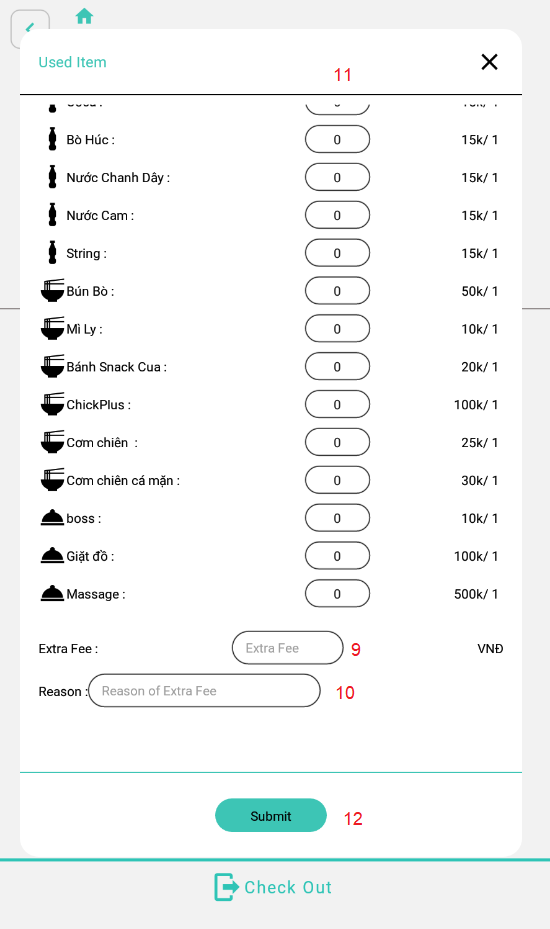 Used Item
11
Bò Húc : 0 15k/ 1
Nước Chanh Dây : 0 15k/ 1
Nước Cam : 0 15k/ 1
String : 0 15k/ 1
Bún Bò : 0 50k/ 1
Mì Ly : 0 10k/ 1
Bánh Snack Cua : 0 20k/ 1
ChickPlus : 0 100k/ 1
Cơm chiên : 0 25k/ 1
Cơm chiên cá mặn : 0 30k/ 1
boss : 0 10k/ 1
Giặt đồ : 0 100k/ 1
Massage : 0 500k/ 1
Extra Fee : Extra Fee 9 VNĐ
Reason : Reason of Extra Fee 10
Submit 12
Check Out